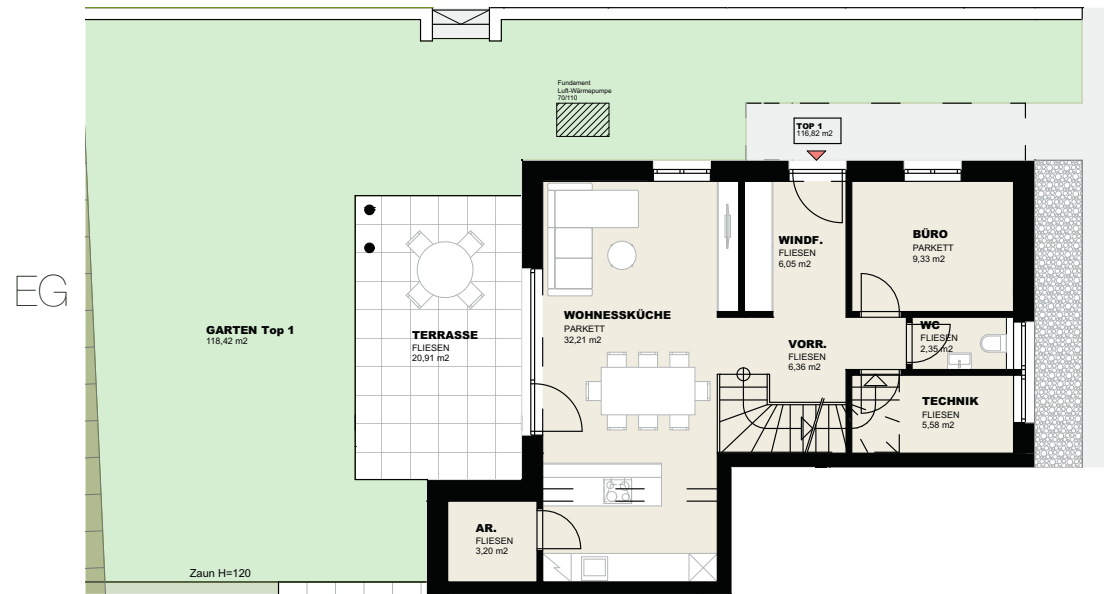 Fundament
Luft-Wärmepumpe
70/110
TOP 1
116,82 m2
WINDF.
FLIESEN
6,05 m2
BÜRO
PARKETT
9,33 m2
EG
GARTEN Top 1
118,42 m2
TERRASSE
FLIESEN
20,91 m2
WOHNESSKÜCHE
PARKETT
32,21 m2
VORR.
FLIESEN
6,36 m2
WC
FLIESEN
2,35 m2
TECHNIK
FLIESEN
5,58 m2
AR.
FLIESEN
3,20 m2
Zaun H=120